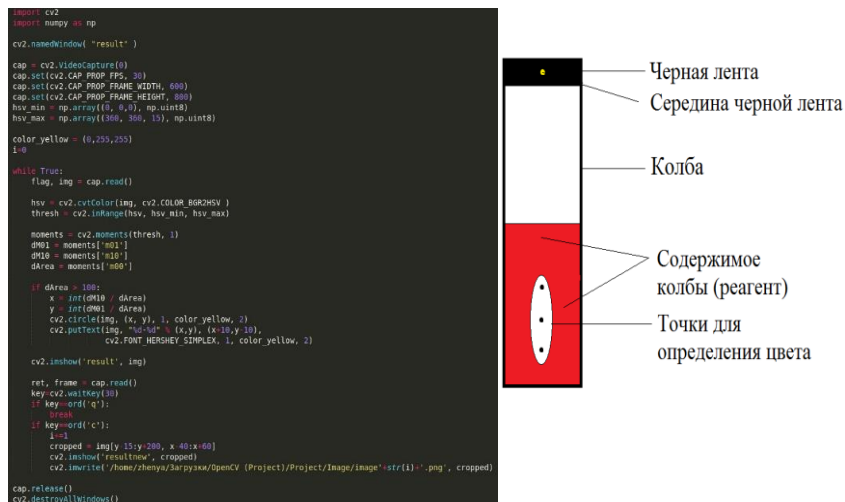 import cv2
import numpy as np
cv2.namedWindow( "result" )
cap = cv2.VideoCapture(0)
cap.set(cv2.CAP_PROP_FPS, 30)
cap.set(cv2.CAP_PROP_FRAME_WIDTH, 600)
cap.set(cv2.CAP_PROP_FRAME_HEIGHT, 800)
hsv_min = np.array((0, 0,0), np.uint8)
hsv_max = np.array((360, 360, 15), np.uint8)
color_yellow = (0,255,255)
i=0
while True:
flag, img = cap.read()
hsv = cv2.cvtColor(img, cv2.COLOR_BGR2HSV )
thresh = cv2.inRange(hsv, hsv_min, hsv_max)
moments = cv2.moments(thresh, 1)
dM01 = moments['m01']
dM10 = moments['m10']
dArea = moments['m00']
if dArea > 100:
x = int(dM10 / dArea)
y = int(dM01 / dArea)
cv2.circle(img, (x, y), 1, color_yellow, 2)
cv2.putText(img, "%d-%d" % (x,y), (x+10,y-10),
cv2.FONT_HERSHEY_SIMPLEX, 1, color_yellow, 2)
cv2.imshow('result', img)
ret, frame = cap.read()
key=cv2.waitKey(30)
if key==ord('q'):
break
if key==ord('c'):
i+=1
cropped = img[y-15:y+200, x-40:x+60]
cv2.imshow('resultnew', cropped)
cv2.imwrite('/home/zhenya/Загрузки/OpenCV (Project)/Project/Image/image'+str(i)+'.png', cropped)
cap.release()
cv2.destroyAllWindows()
Черная лента
Середина черной лента
Колба
Содержимое
колбы (реагент)
Точки для
определения цвета